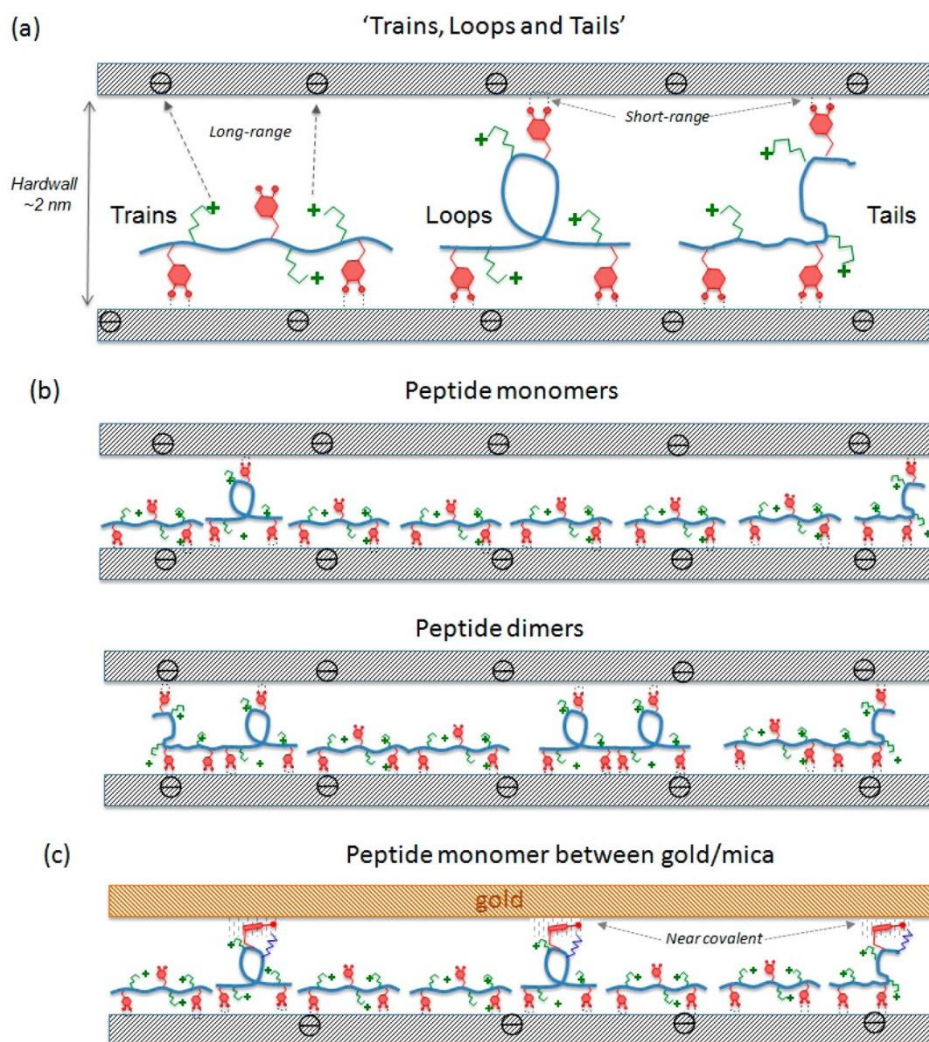 (a) 'Trains, Loops and Tails'
Long-range
Short-range
Hardwall
~2 nm
Trains
Loops
Tails
(b) Peptide monomers
Peptide dimers
(c) Peptide monomer between gold/mica
gold
Near covalent